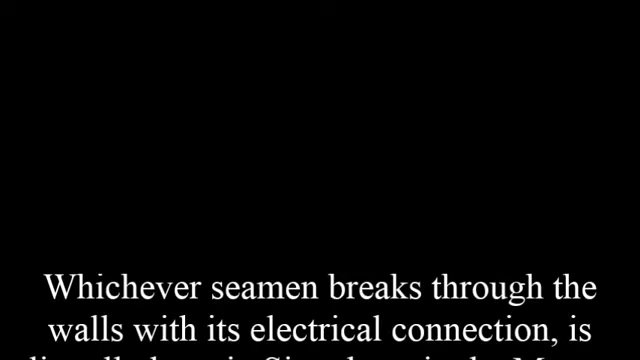 Whichever seamen breaks through the
walls with its electrical connection, is